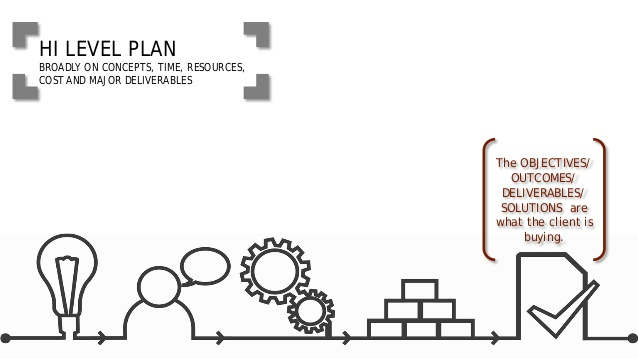 HI LEVEL PLAN
BROADLY ON CONCEPTS, TIME, RESOURCES,
COST AND MAJOR DELIVERABLES
The OBJECTIVES/
OUTCOMES/
DELIVERABLES/
SOLUTIONS are
what the client is
buying.